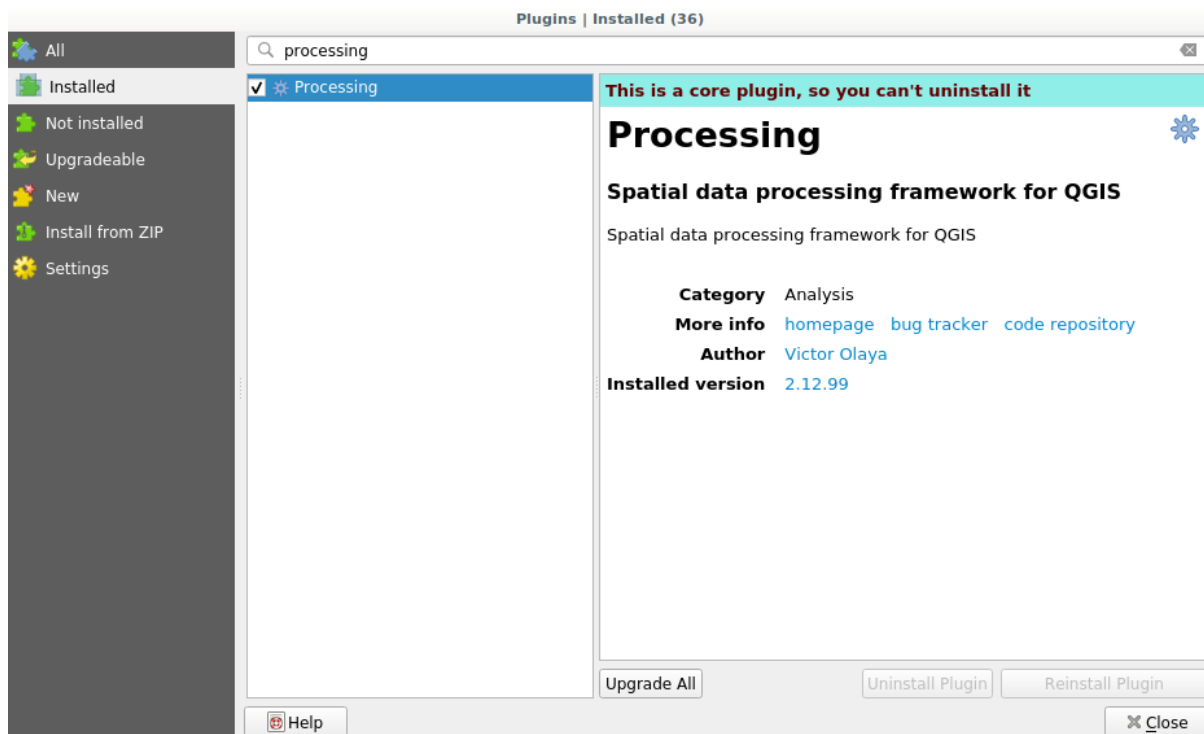 Plugins | Installed (36)
All
Installed
Not installed
Upgradeable
New
Install from ZIP
Settings
processing
Processing
This is a core plugin, so you can't uninstall it
Processing
Spatial data processing framework for QGIS
Spatial data processing framework for QGIS
Category Analysis
More info homepage bug tracker code repository
Author Victor Olaya
Installed version 2.12.99
Upgrade All Uninstall Plugin Reinstall Plugin
Help Close